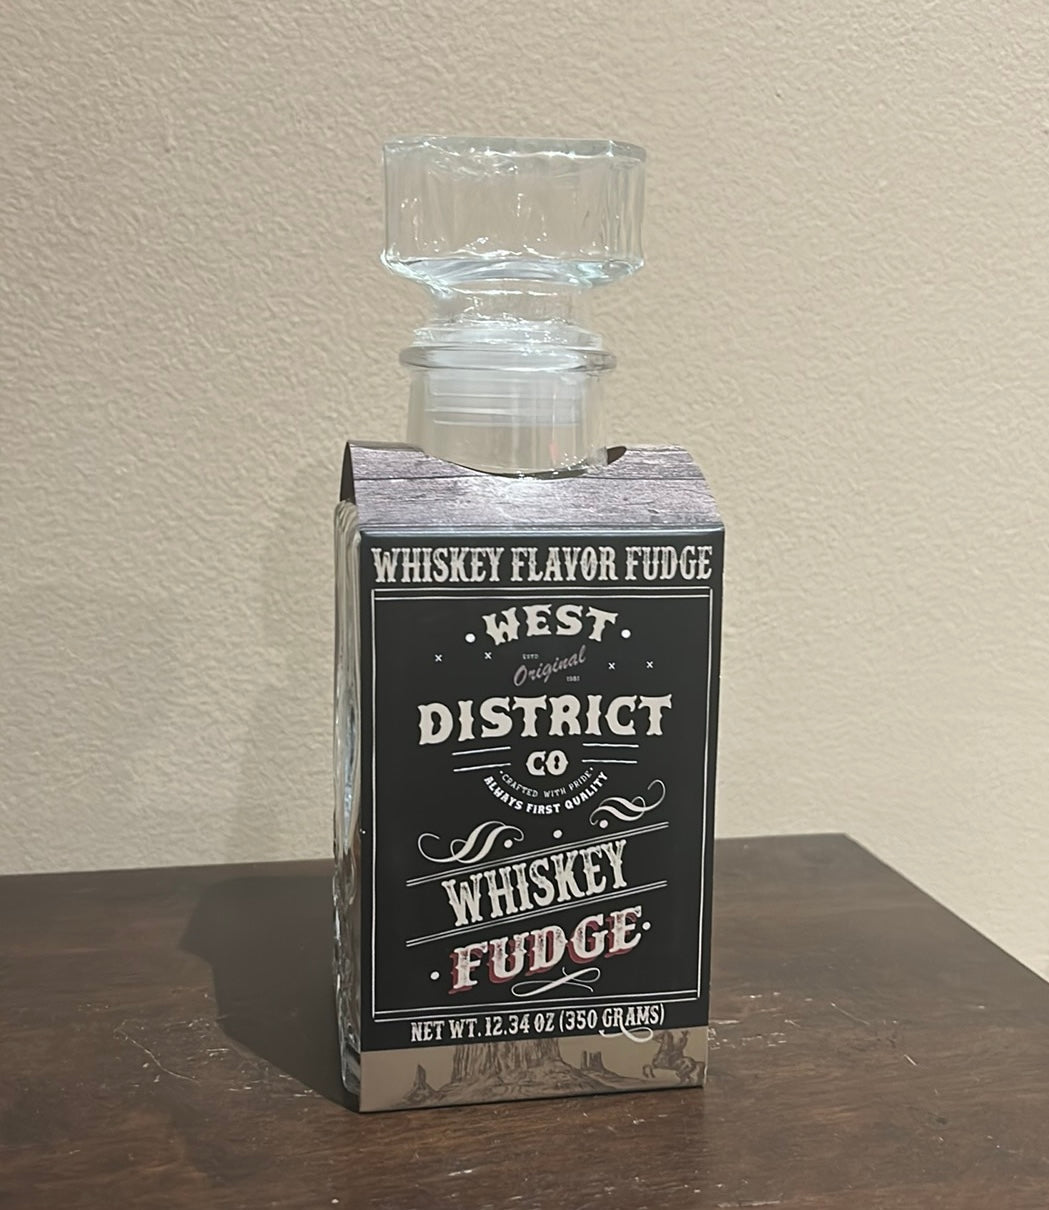 WHISKEY FLAVOR FUDGE
WEST
ESTD
Original
1981
DISTRICT
CO
CRAFTED WITH PRIDE
ALWAYS FIRST QUALITY
WHISKEY
FUDGE
NET WT. 12.34 OZ (350 GRAMS)